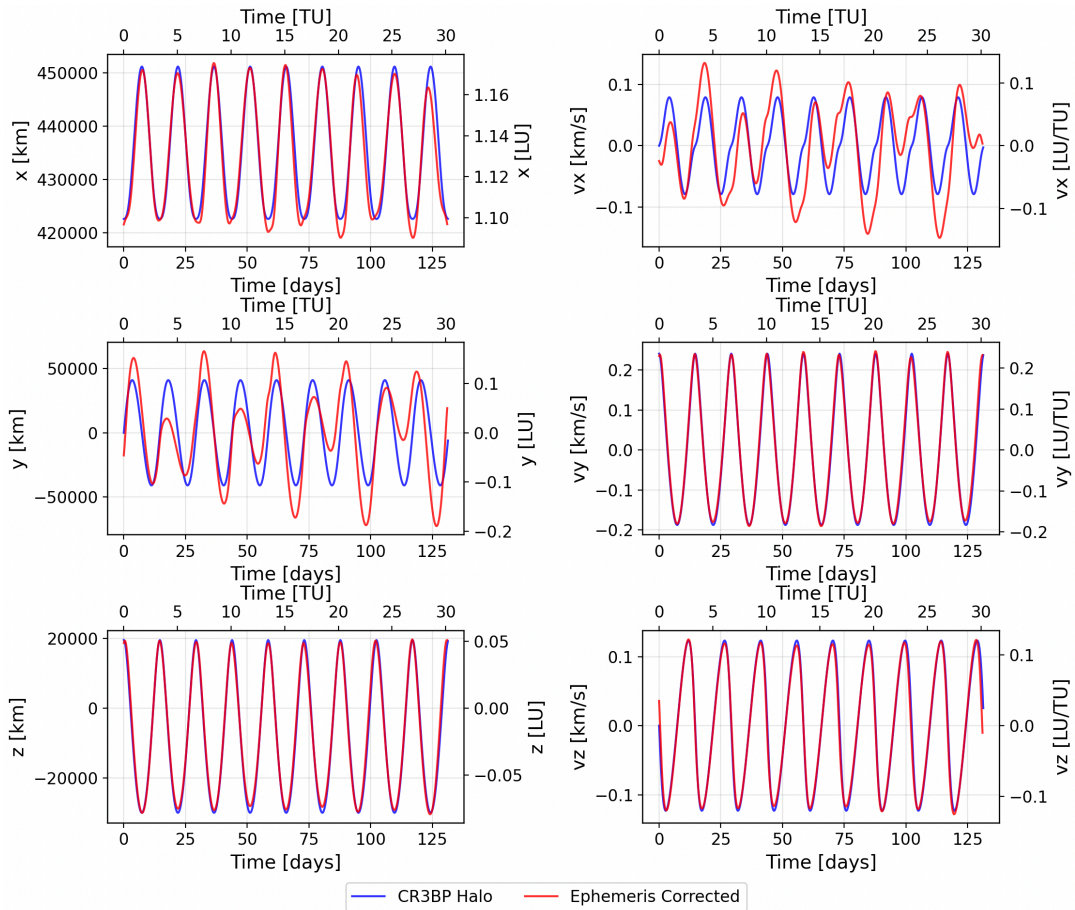 Time [TU]
0 5 10 15 20 25 30
450000
440000
430000
420000
x [km]
1.16
1.14
1.12
1.10
x [LU]
0 25 50 75 100 125
Time [days]
Time [TU]
0 5 10 15 20 25 30
0.1
0.0
−0.1
vx [km/s]
0.1
0.0
−0.1
vx [LU/TU]
0 25 50 75 100 125
Time [days]
Time [TU]
0 5 10 15 20 25 30
50000
0
−50000
y [km]
0.1
0.0
−0.1
−0.2
y [LU]
0 25 50 75 100 125
Time [days]
Time [TU]
0 5 10 15 20 25 30
0.2
0.1
0.0
−0.1
−0.2
vy [km/s]
0.2
0.1
0.0
−0.1
−0.2
vy [LU/TU]
0 25 50 75 100 125
Time [days]
Time [TU]
0 5 10 15 20 25 30
20000
0
−20000
z [km]
0.05
0.00
−0.05
z [LU]
0 25 50 75 100 125
Time [days]
Time [TU]
0 5 10 15 20 25 30
0.1
0.0
−0.1
vz [km/s]
0.1
0.0
−0.1
vz [LU/TU]
0 25 50 75 100 125
Time [days]
CR3BP Halo
Ephemeris Corrected